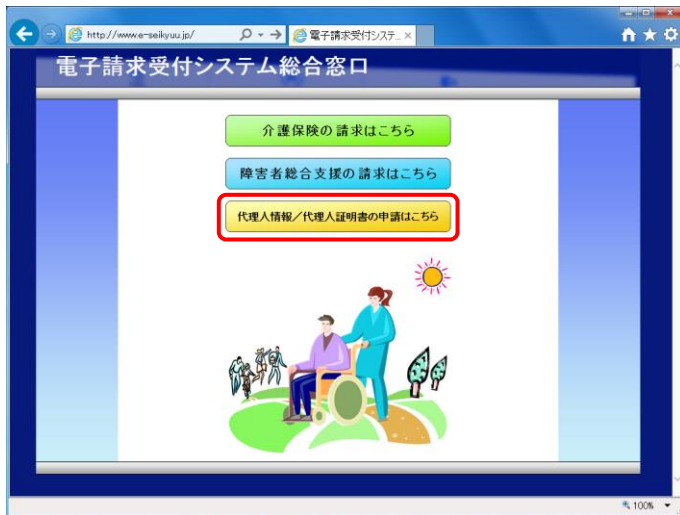 http://www.e-seikyuu.jp/
電子請求受付システ...
電子請求受付システム総合窓口
介護保険の請求はこちら
障害者総合支援の請求はこちら
代理人情報／代理人証明書の申請はこちら
100%